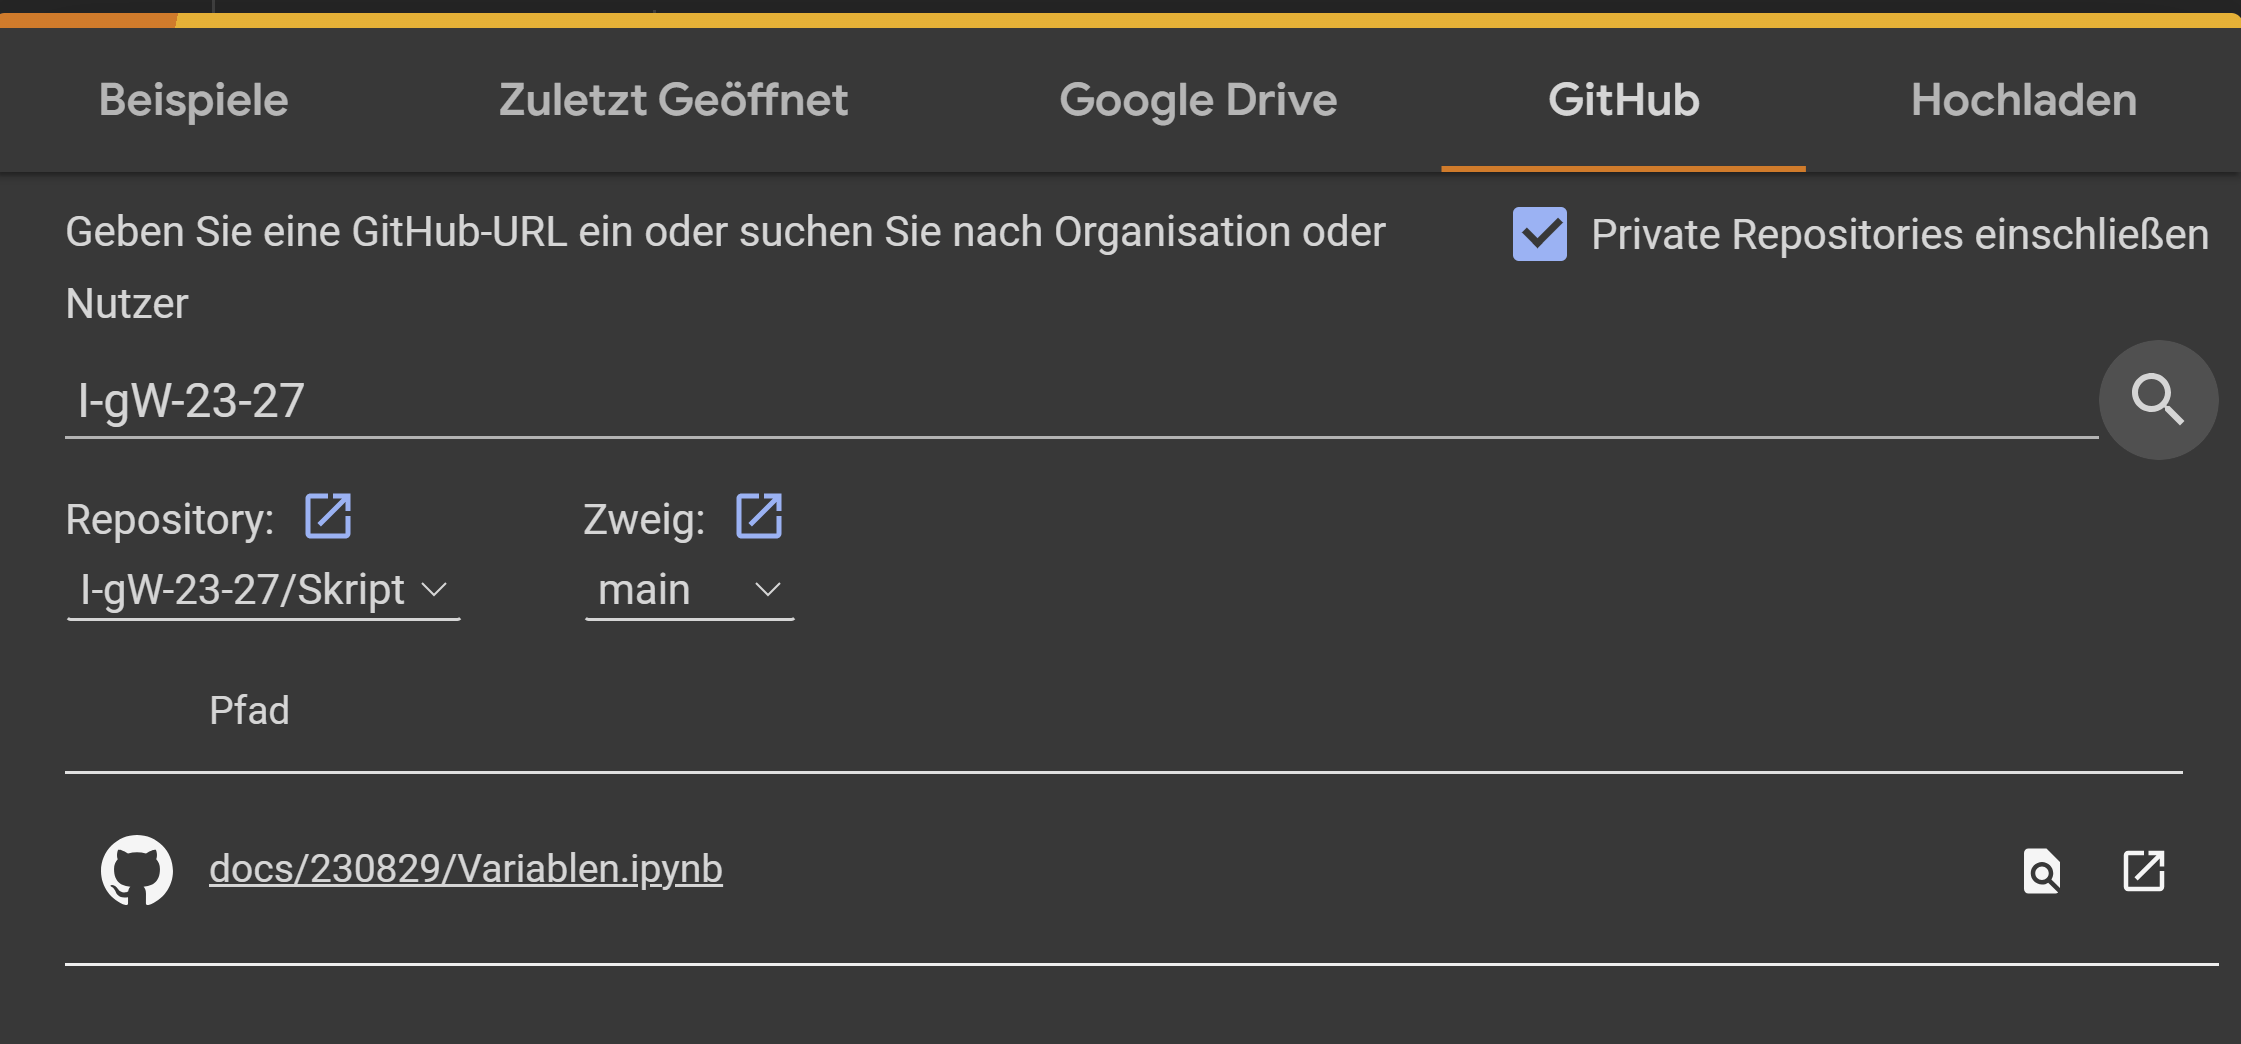 Beispiele Zuletzt Geöffnet Google Drive GitHub Hochladen
Geben Sie eine GitHub-URL ein oder suchen Sie nach Organisation oder
Nutzer
Private Repositories einschließen
I-gW-23-27
Repository: Zweig:
I-gW-23-27/Skript main
Pfad
docs/230829/Variablen.ipynb